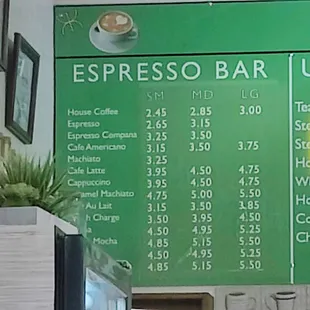 ESPRESSO BAR
SM MD LG
House Coffee 2.45 2.85 3.00
Espresso 2.65 3.15
Espresso Compana 3.25 3.50
Cafe Americano 3.15 3.50 3.75
Machiato 3.25
Cafe Latte 3.95 4.50 4.75
Cappuccino 3.95 4.50 4.75
amel Machiato 4.75 5.00 5.50
Au Lait 3.15 3.50 3.85
h Charge 3.50 3.95 4.50
4.50 4.95 5.25
Mocha 4.85 5.15 5.50
4.50 4.95 5.25
4.85 5.15 5.50